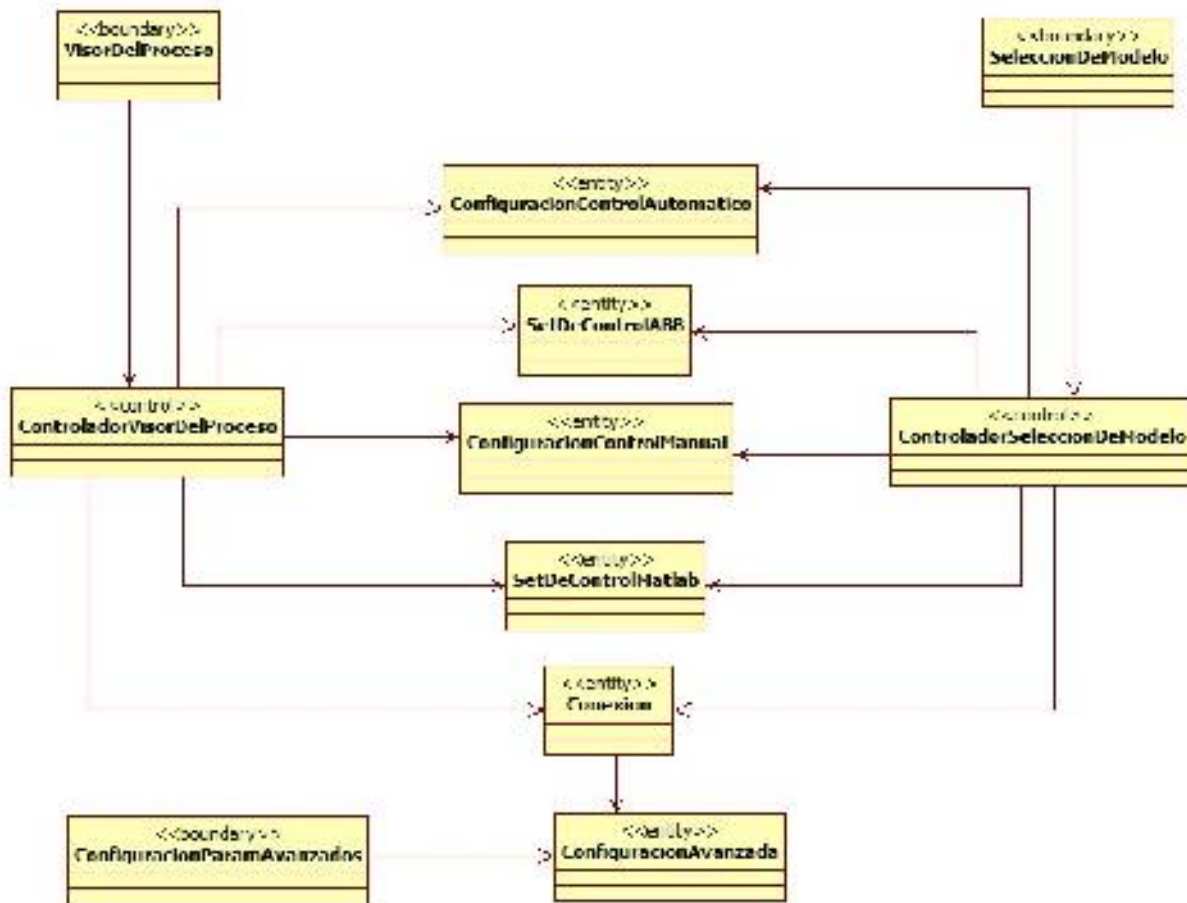 <<boundary>>
VisorDelProceso
<<boundary>>
SeleccionDeModelo
<<entity>>
ConfiguracionControlAutomatico
<<entity>>
SetDeControlABB
<<control>>
ControladorVisorDelProceso
<<entity>>
ConfiguracionControlManual
<<control>>
ControladorSeleccionDeModelo
<<entity>>
SetDeControlMatlab
<<entity>>
Conexion
<<boundary>>
ConfiguracionParamAvanzados
<<entity>>
ConfiguracionAvanzada